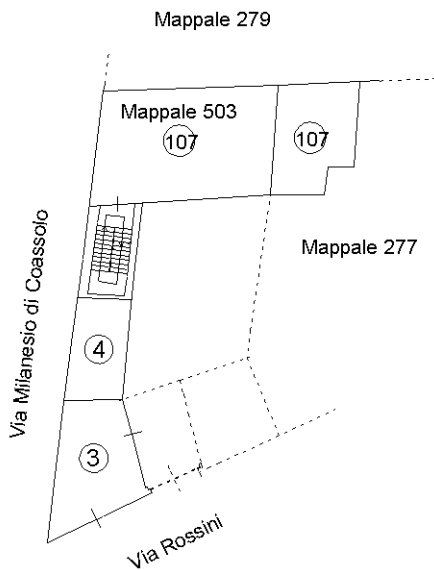 Mappale 279
Mappale 503
107
107
Mappale 277
Via Milanesio di Coassolo
4
3
Via Rossini